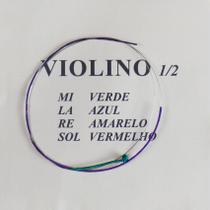 VIOLINO 1/2
MI VERDE
LA AZUL
RE AMARELO
SOL VERMELHO